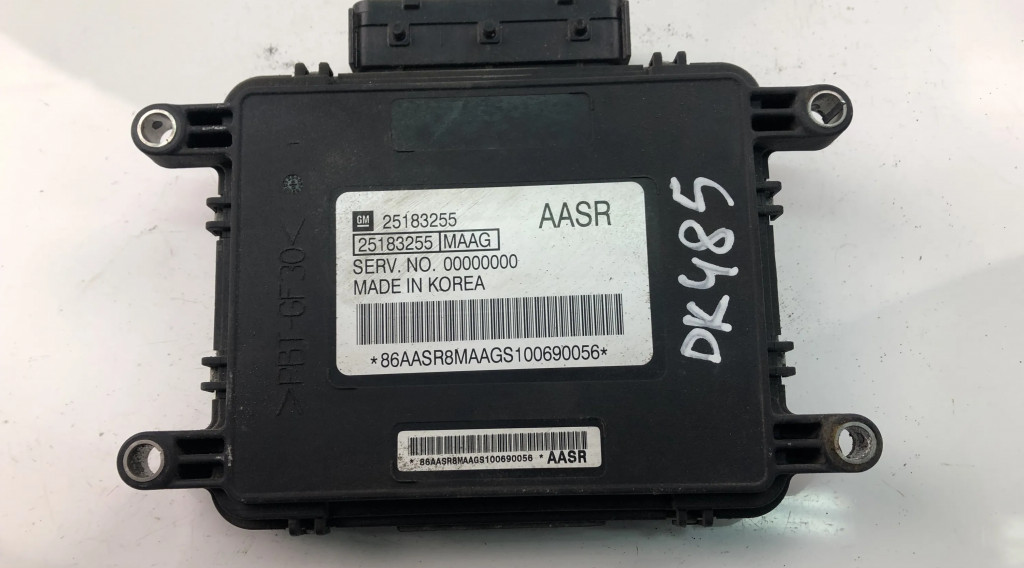 GM 25183255 AASR
25183255 MAAG
SERV. NO. 00000000
MADE IN KOREA
*86AASR8MAAGS100690056*
* 86AASR8MAAGS100690056 * AASR
>PBT-GF30<
DK485